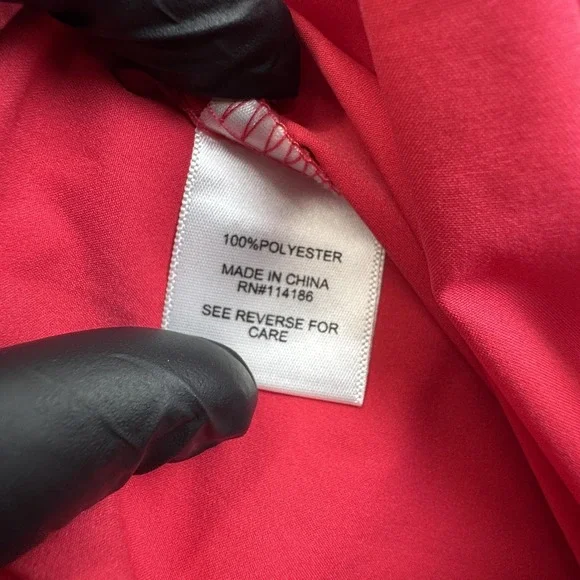 100%POLYESTER
MADE IN CHINA
RN#114186
SEE REVERSE FOR
CARE